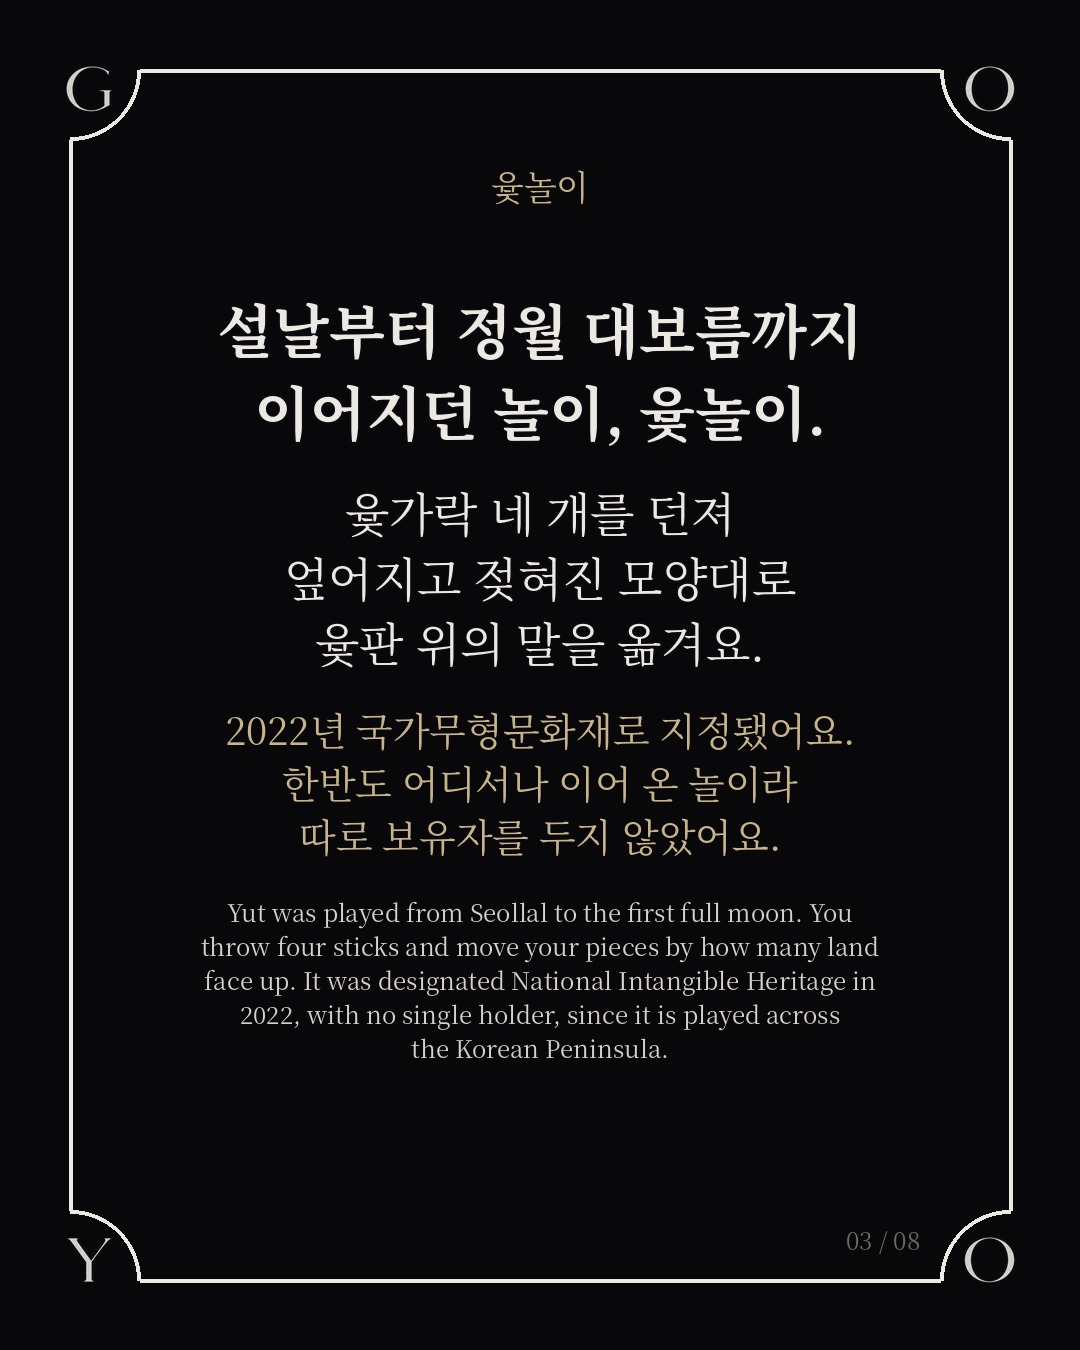 G O
윷놀이
설날부터 정월 대보름까지
이어지던 놀이, 윷놀이.
윷가락 네 개를 던져
엎어지고 젖혀진 모양대로
윷판 위의 말을 옮겨요.
2022년 국가무형문화재로 지정됐어요.
한반도 어디서나 이어 온 놀이라
따로 보유자를 두지 않았어요.
Yut was played from Seollal to the first full moon. You
throw four sticks and move your pieces by how many land
face up. It was designated National Intangible Heritage in
2022, with no single holder, since it is played across
the Korean Peninsula.
03 / 08
Y O